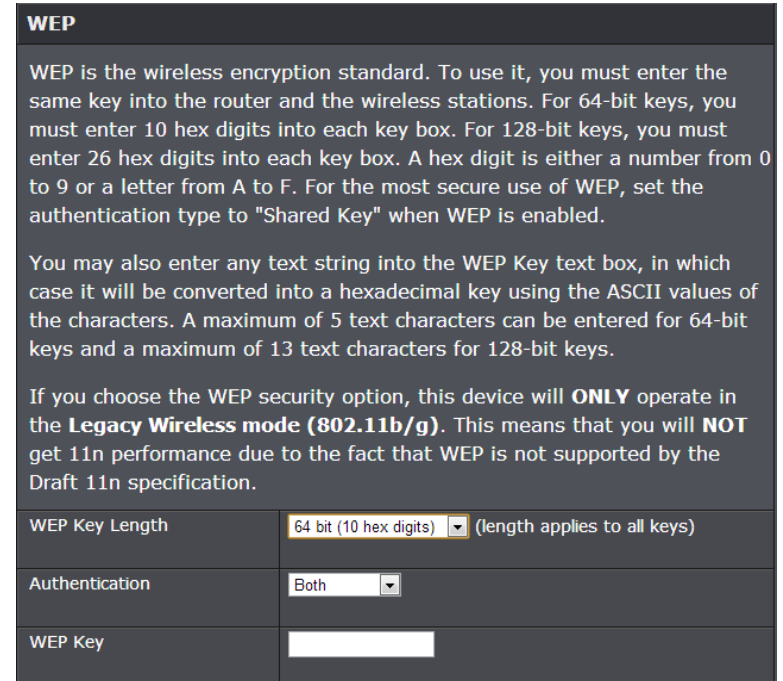 WEP
WEP is the wireless encryption standard. To use it, you must enter the
same key into the router and the wireless stations. For 64-bit keys, you
must enter 10 hex digits into each key box. For 128-bit keys, you must
enter 26 hex digits into each key box. A hex digit is either a number from 0
to 9 or a letter from A to F. For the most secure use of WEP, set the
authentication type to "Shared Key" when WEP is enabled.
You may also enter any text string into the WEP Key text box, in which
case it will be converted into a hexadecimal key using the ASCII values of
the characters. A maximum of 5 text characters can be entered for 64-bit
keys and a maximum of 13 text characters for 128-bit keys.
If you choose the WEP security option, this device will ONLY operate in
the Legacy Wireless mode (802.11b/g). This means that you will NOT
get 11n performance due to the fact that WEP is not supported by the
Draft 11n specification.
WEP Key Length 64 bit (10 hex digits) (length applies to all keys)
Authentication Both
WEP Key